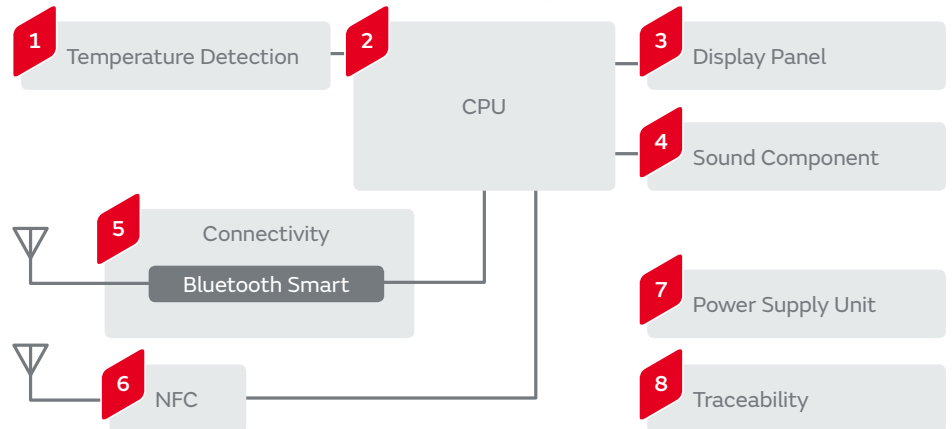 1
Temperature Detection
2
CPU
3
Display Panel
4
Sound Component
5
Connectivity
Bluetooth Smart
6
NFC
7
Power Supply Unit
8
Traceability